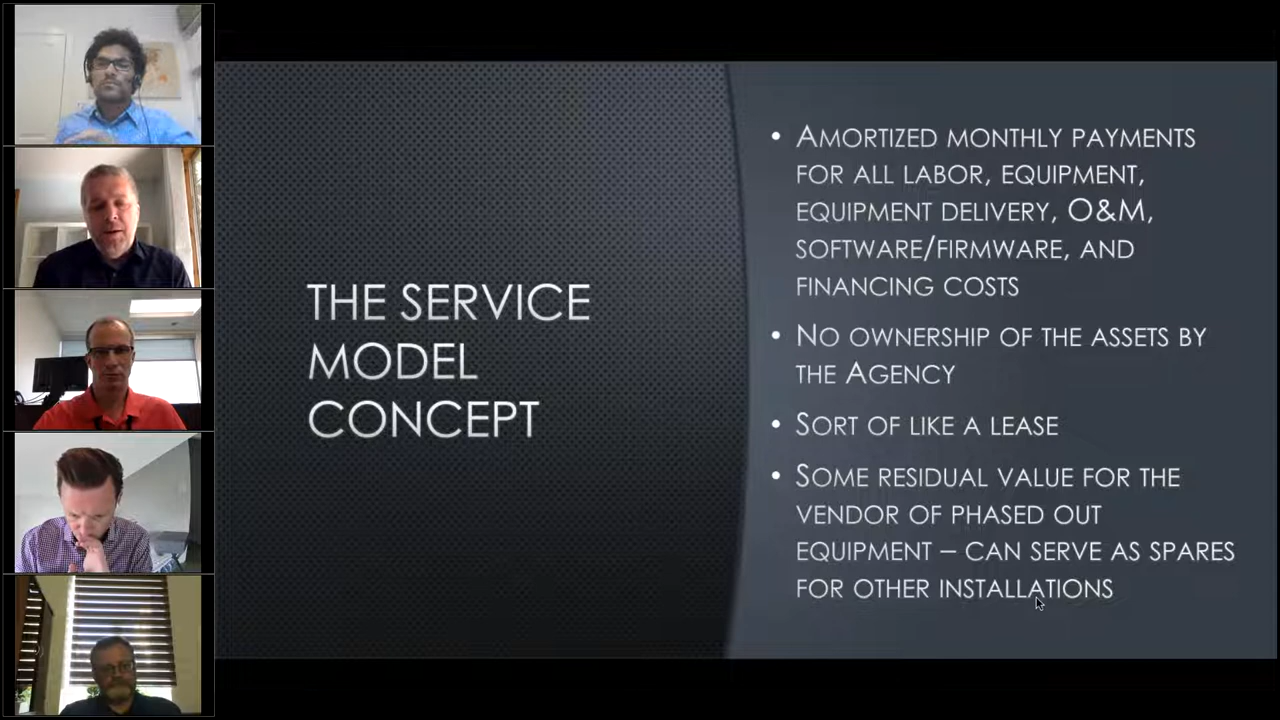 THE SERVICE
MODEL
CONCEPT
• AMORTIZED MONTHLY PAYMENTS
FOR ALL LABOR, EQUIPMENT,
EQUIPMENT DELIVERY, O&M,
SOFTWARE/FIRMWARE, AND
FINANCING COSTS
• NO OWNERSHIP OF THE ASSETS BY
THE AGENCY
• SORT OF LIKE A LEASE
• SOME RESIDUAL VALUE FOR THE
VENDOR OF PHASED OUT
EQUIPMENT – CAN SERVE AS SPARES
FOR OTHER INSTALLATIONS